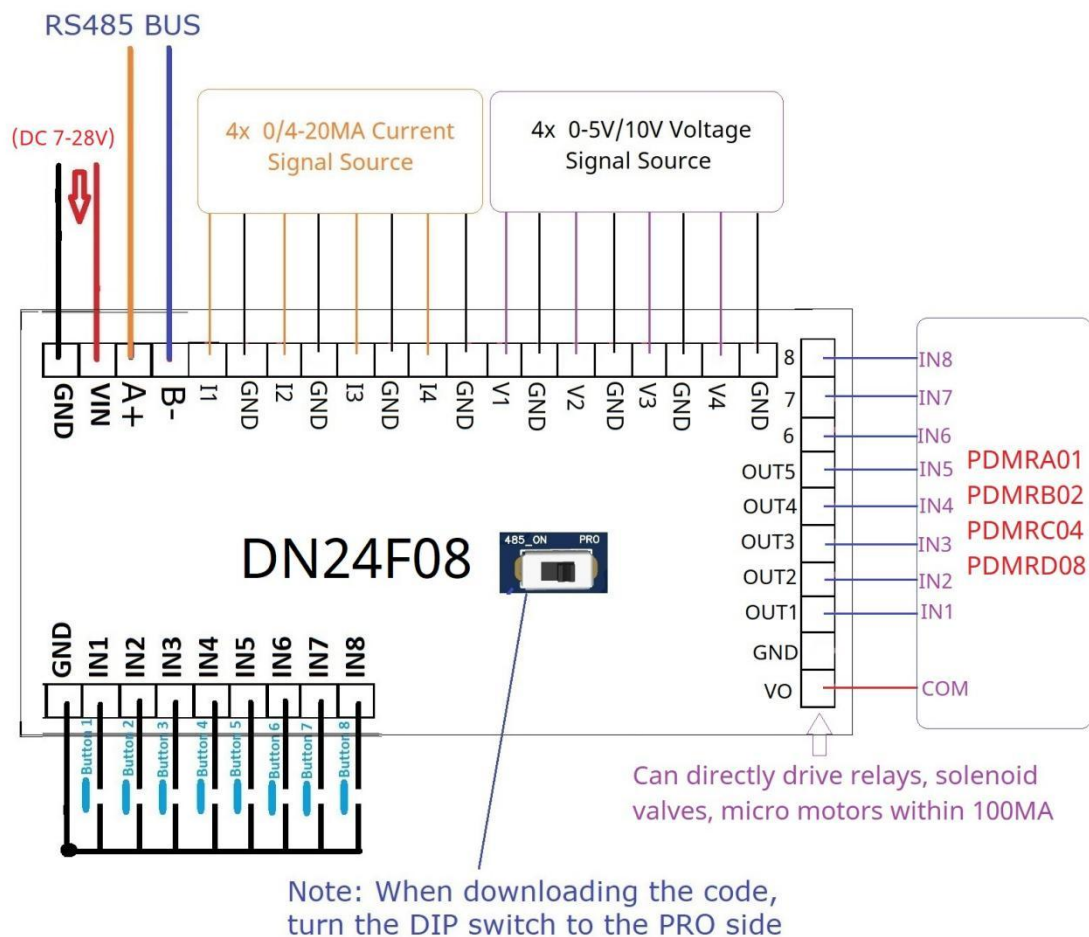 RS485 BUS
(DC 7-28V)
4x 0/4-20MA Current
Signal Source
4x 0-5V/10V Voltage
Signal Source
GND
VIN
A+
B-
I1
GND
I2
GND
I3
GND
I4
GND
V1
GND
V2
GND
V3
GND
V4
GND
8
7
6
OUT5
OUT4
OUT3
OUT2
OUT1
GND
VO
IN8
IN7
IN6
IN5
IN4
IN3
IN2
IN1
COM
PDMRA01
PDMRB02
PDMRC04
PDMRD08
DN24F08
485_ON PRO
GND
IN1
IN2
IN3
IN4
IN5
IN6
IN7
IN8
Button 1
Button 2
Button 3
Button 4
Button 5
Button 6
Button 7
Button 8
Can directly drive relays, solenoid
valves, micro motors within 100MA
Note: When downloading the code,
turn the DIP switch to the PRO side